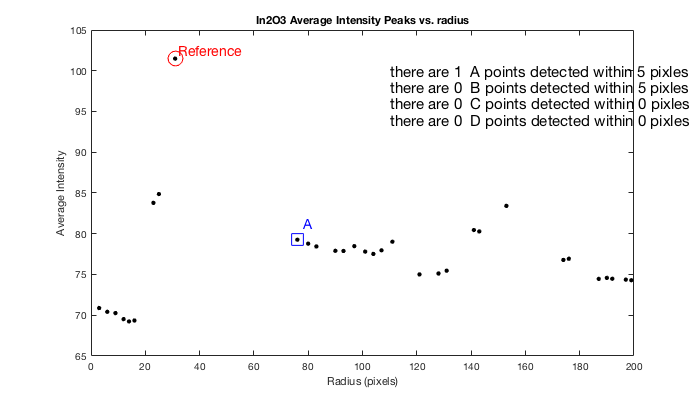 In2O3 Average Intensity Peaks vs. radius
105
100
95
90
85
80
75
70
65
Average Intensity
Reference
there are 1 A points detected within 5 pixles
there are 0 B points detected within 5 pixles
there are 0 C points detected within 0 pixles
there are 0 D points detected within 0 pixles
A
0 20 40 60 80 100 120 140 160 180 200
Radius (pixels)